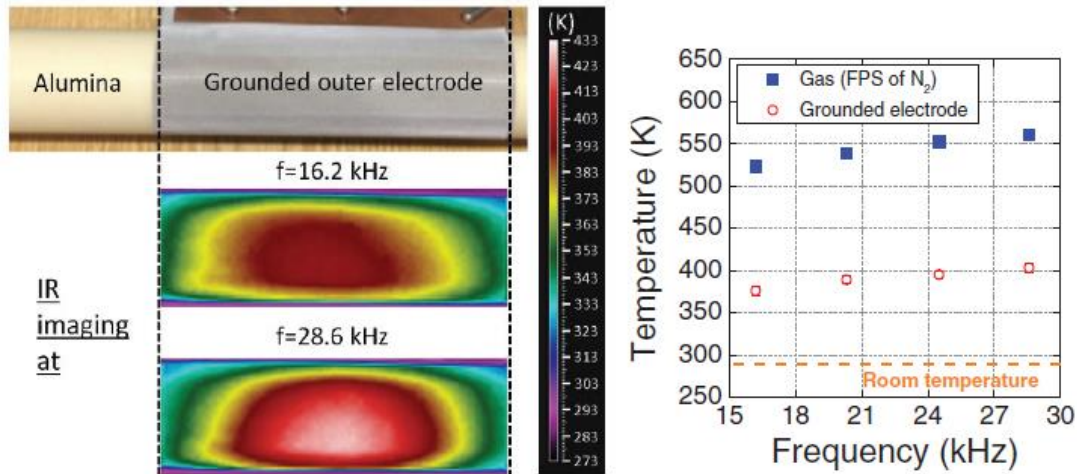 Alumina
Grounded outer electrode
f=16.2 kHz
IR
imaging
at
f=28.6 kHz
(K)
433
423
413
403
393
383
373
363
353
343
333
323
313
303
293
283
273
Temperature (K)
650
600
550
500
450
400
350
300
250
Gas (FPS of N₂)
Grounded electrode
Room temperature
15 18 21 24 27 30
Frequency (kHz)